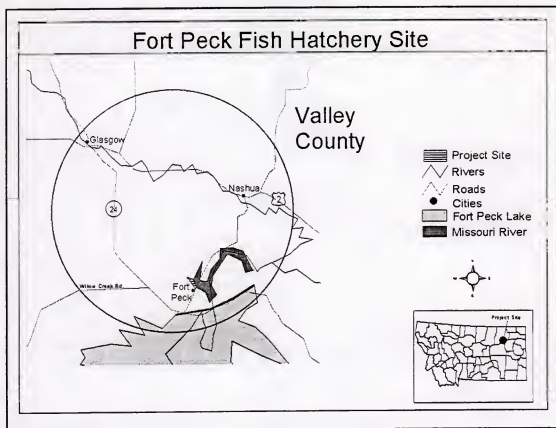 Fort Peck Fish Hatchery Site
Valley
County
Glasgow
Nashua
2
24
Willow Creek Rd.
Fort
Peck
Project Site
Rivers
Roads
Cities
Fort Peck Lake
Missouri River
Project Site